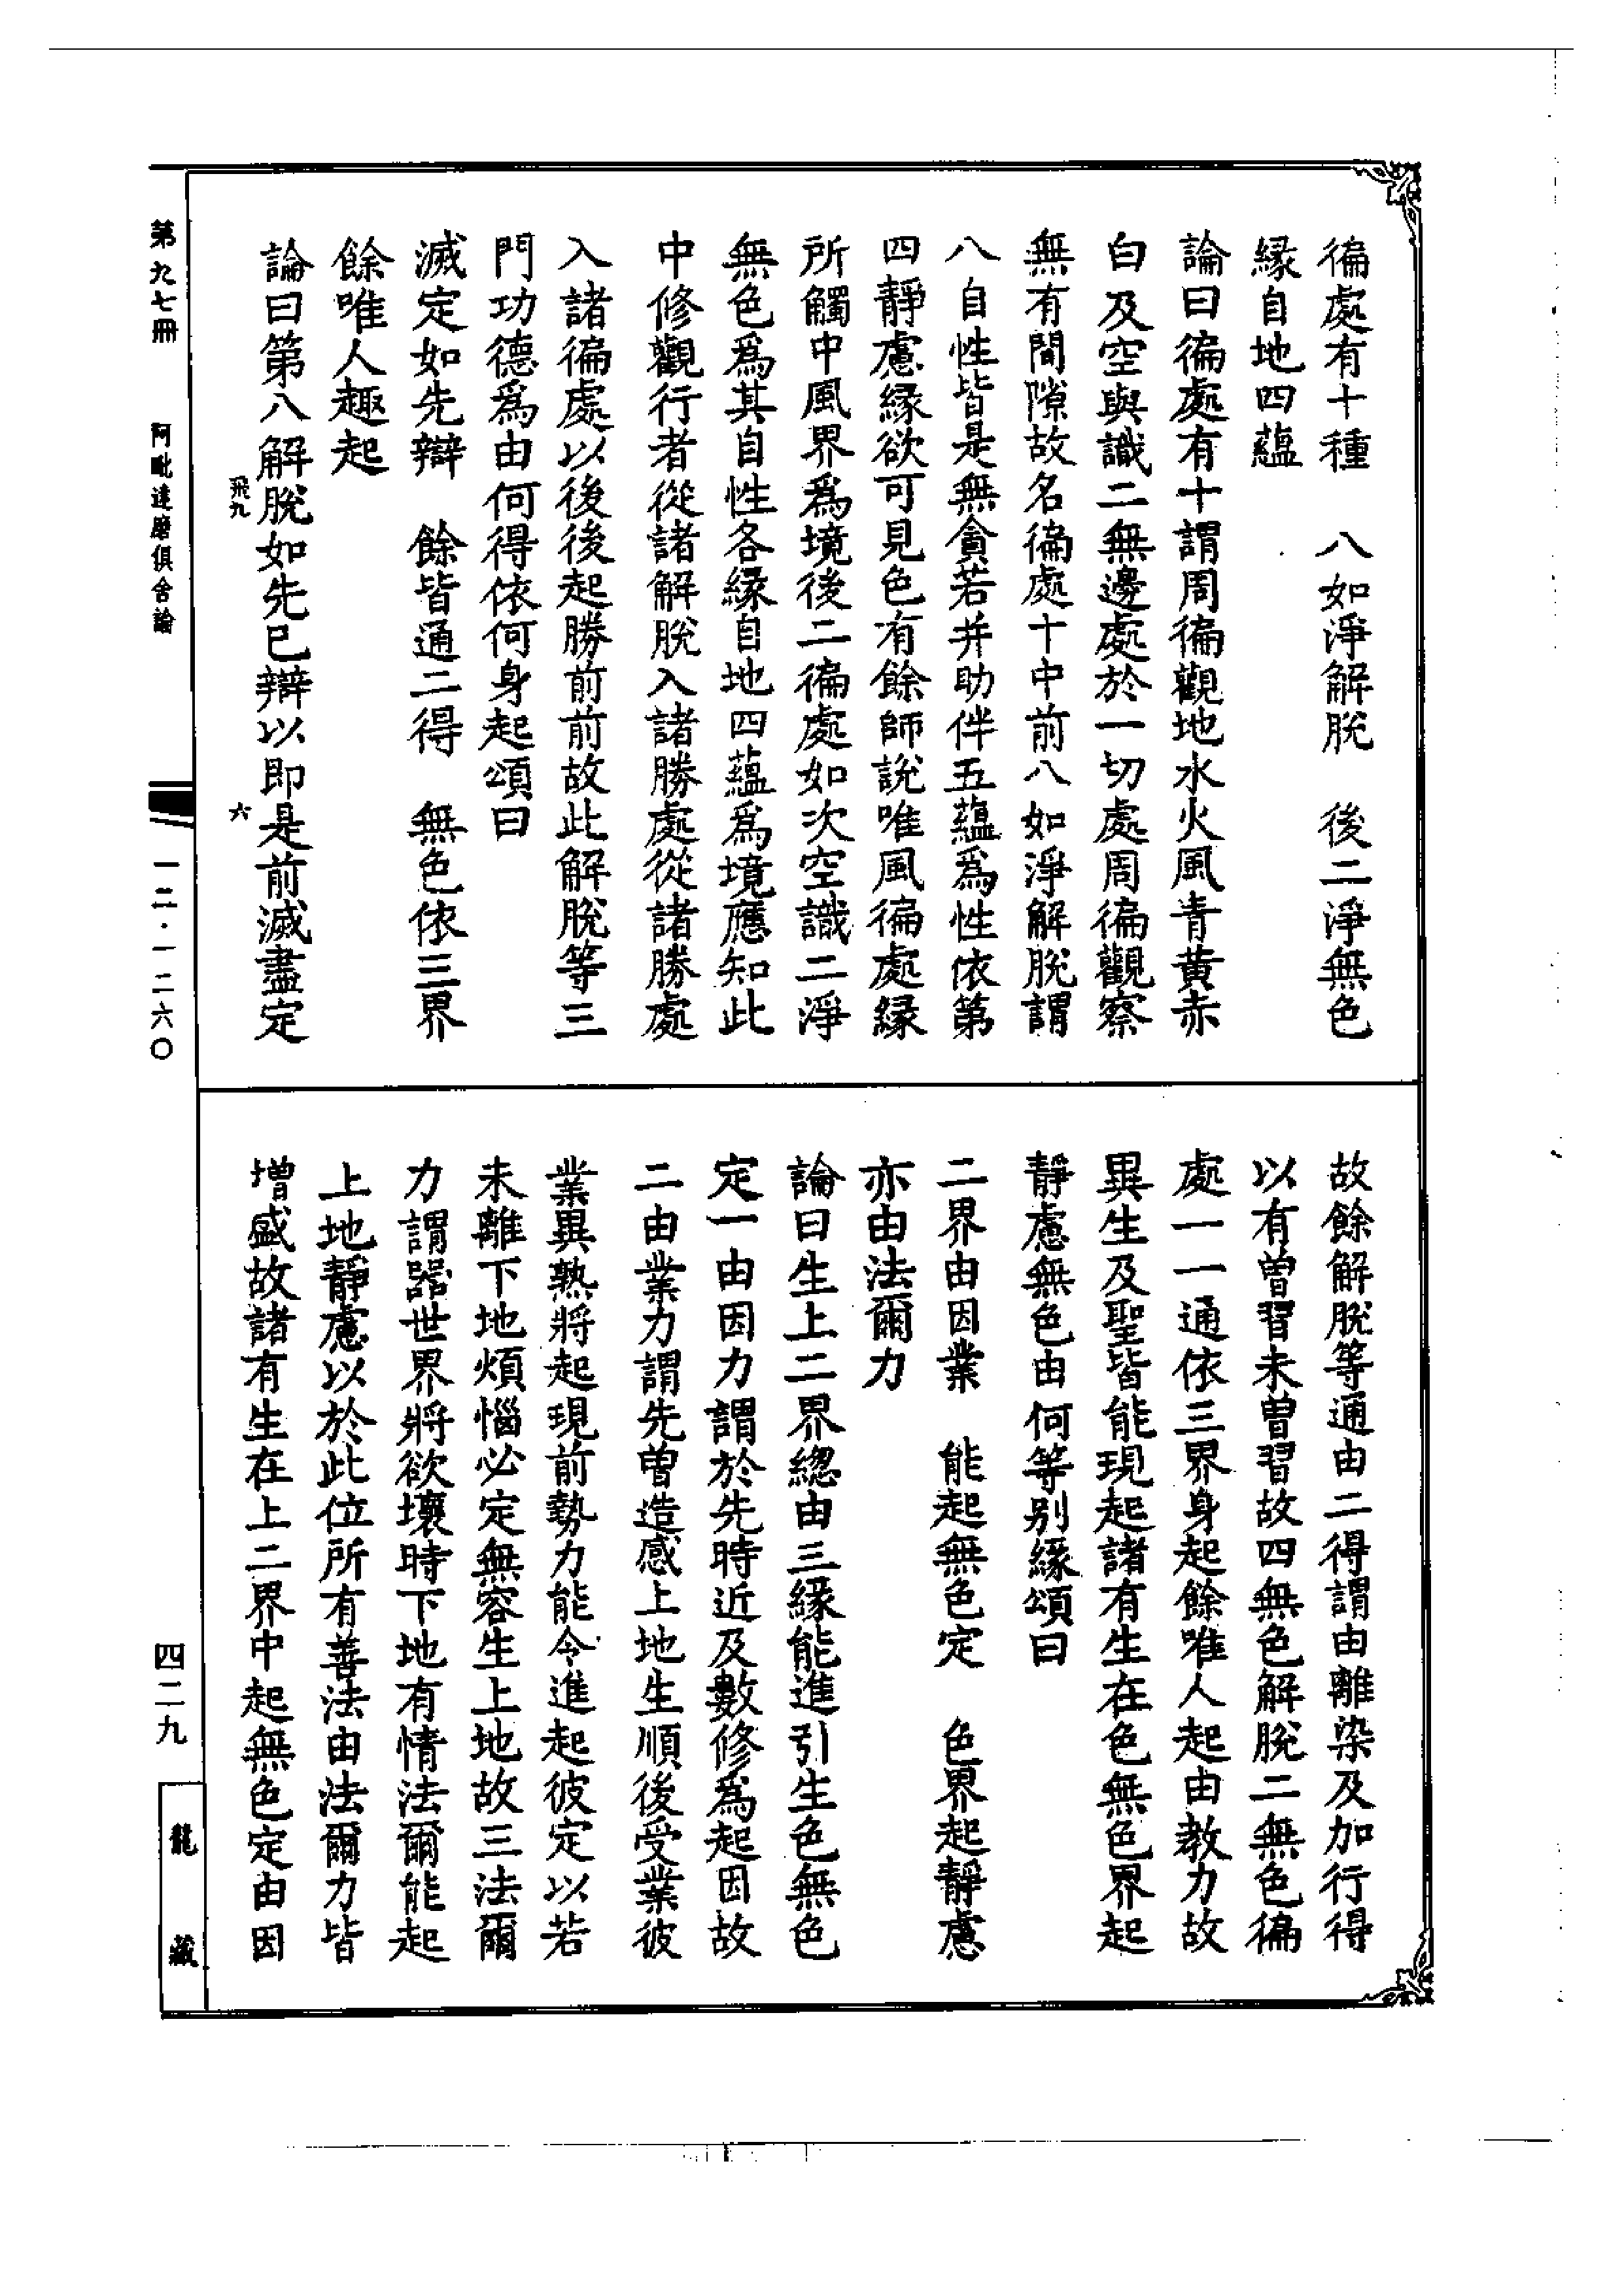 徧處有十種　八如淨解脫　後二淨無色
緣自地四蘊
論曰徧處有十謂周徧觀地水火風青黃赤
白及空與識二無邊處於一切處周徧觀察
無有間隙故名徧處十中前八如淨解脫謂
八自性皆是無貪若并助伴五蘊爲性依第
四靜慮緣欲可見色有餘師說唯風徧處緣
所觸中風界爲境後二徧處如次空識二淨
無色爲其自性各緣自地四蘊爲境應知此
中修觀行者從諸解脫入諸勝處從諸勝處
入諸徧處以後後起勝前前故此解脫等三
門功德爲由何得依何身起頌曰
滅定如先辯　餘皆通二得　無色依三界
餘唯人趣起
論曰第八解脫如先已辯以即是前滅盡定
飛九　六
故餘解脫等通由二得謂由離染及加行得
以有曾習未曾習故四無色解脫二無色徧
處一一通依三界身起餘唯人起由教力故
異生及聖皆能現起諸有生在色無色界起
靜慮無色由何等別緣頌曰
二界由因業　能起無色定　色界起靜慮
亦由法爾力
論曰生上二界總由三緣能進引生色無色
定一由因力謂於先時近及數修爲起因故
二由業力謂先曾造感上地生順後受業彼
業異熟將起現前勢力能令進起彼定以若
未離下地煩惱必定無容生上地故三法爾
力謂器世界將欲壞時下地有情法爾能起
上地靜慮以於此位所有善法由法爾力皆
增盛故諸有生在上二界中起無色定由因
第九七冊　阿毗達磨俱舍論　一二·一二六〇　四二九　龍藏